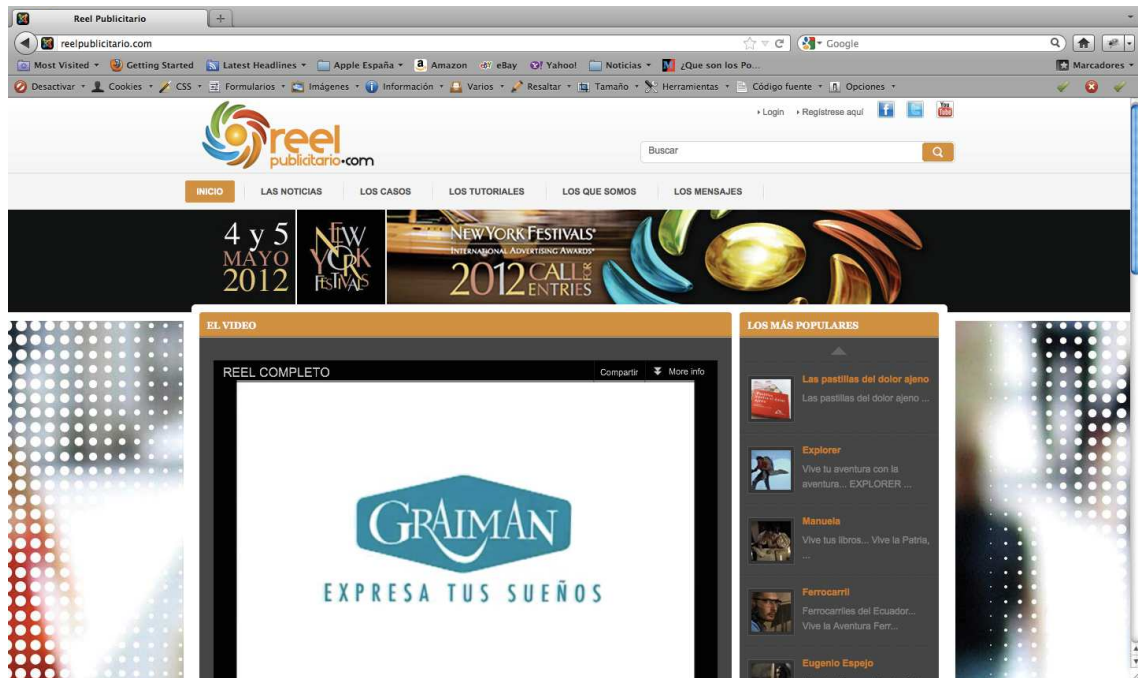 Reel Publicitario
reelpublicitario.com
Google
Most Visited
Getting Started
Latest Headlines
Apple España
Amazon
eBay
Yahoo!
Noticias
¿Que son los Po...
Marcadores
Desactivar
Cookies
CSS
Formularios
Imágenes
Información
Varios
Resaltar
Tamaño
Herramientas
Código fuente
Opciones
Login
Regístrese aquí
You Tube
reel
publicitario.com
Buscar
INICIO
LAS NOTICIAS
LOS CASOS
LOS TUTORIALES
LOS QUE SOMOS
LOS MENSAJES
4 y 5
MAYO
2012
NEW
YORK
FESTIVALS
NEW YORK FESTIVALS®
INTERNATIONAL ADVERTISING AWARDS®
2012 CALL FOR
ENTRIES
EL VIDEO
REEL COMPLETO
Compartir
More info
GRAIMAN
EXPRESA TUS SUEÑOS
LOS MÁS POPULARES
Las pastillas del dolor ajeno
Las pastillas del dolor ajeno ...
Explorer
Vive tu aventura con la
aventura... EXPLORER ...
Manuela
Vive tus libros... Vive la Patria,
...
Ferrocarril
Ferrocarriles del Ecuador...
Vive la Aventura Ferr...
Eugenio Espejo